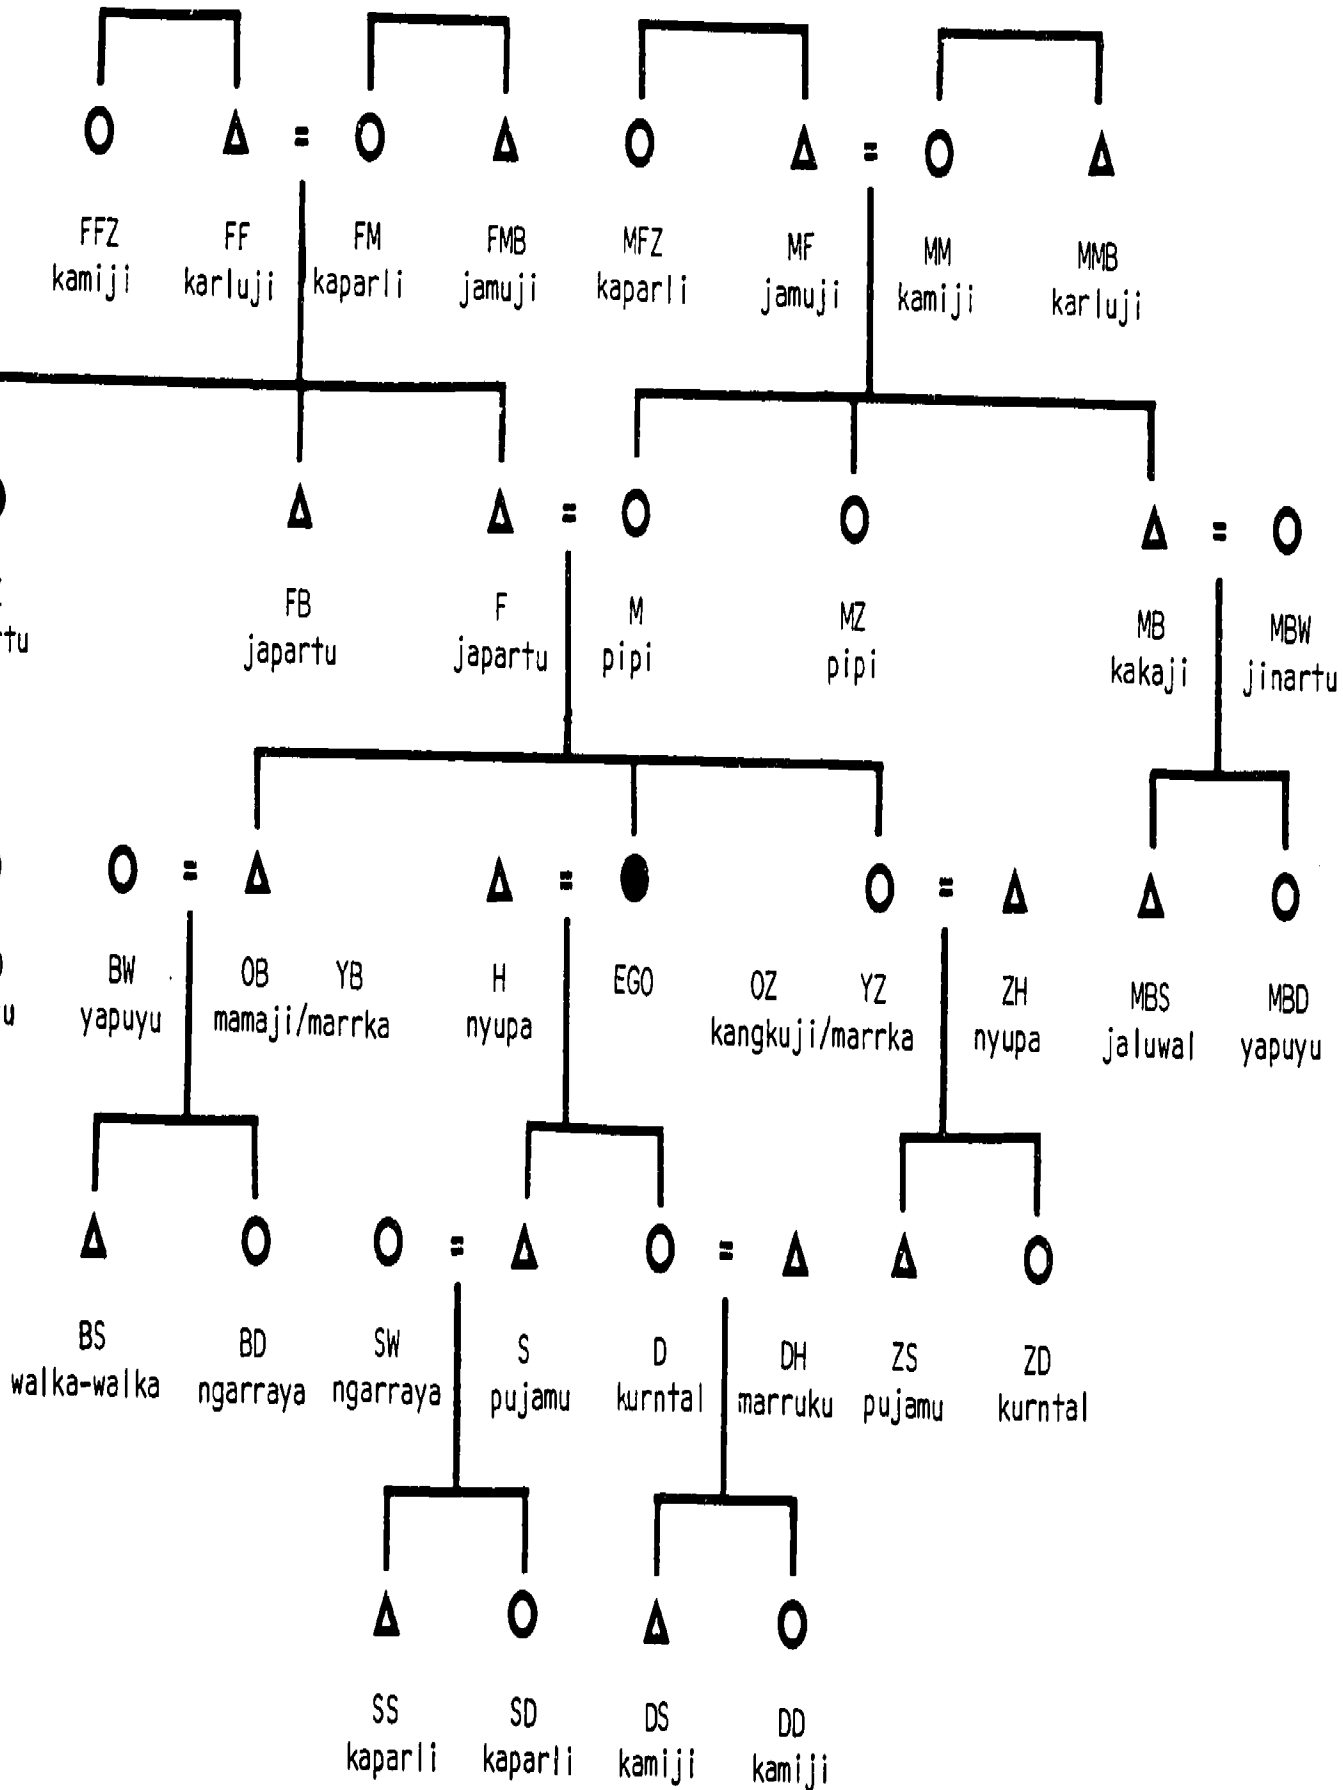 FFZ FF FM FMB MFZ MF MM MMB
kamiji karluji kaparli jamuji kaparli jamuji kamiji karluji
FB F M MZ MB MBW
rtu japartu japartu pipi pipi kakaji jinartu
BW OB YB H EGO OZ YZ ZH MBS MBD
u yapuyu mamaji/marrka nyupa kangkuji/marrka nyupa jaluwal yapuyu
BS BD SW S D DH ZS ZD
walka-walka ngarraya ngarraya pujamu kurntal marruku pujamu kurntal
SS SD DS DD
kaparli kaparli kamiji kamiji